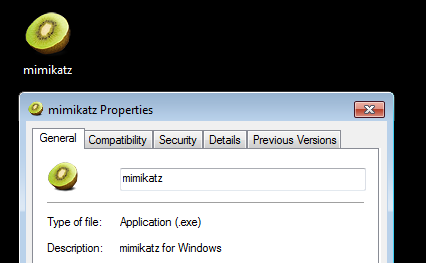 mimikatz
mimikatz Properties
General Compatibility Security Details Previous Versions
mimikatz
Type of file: Application (.exe)
Description: mimikatz for Windows